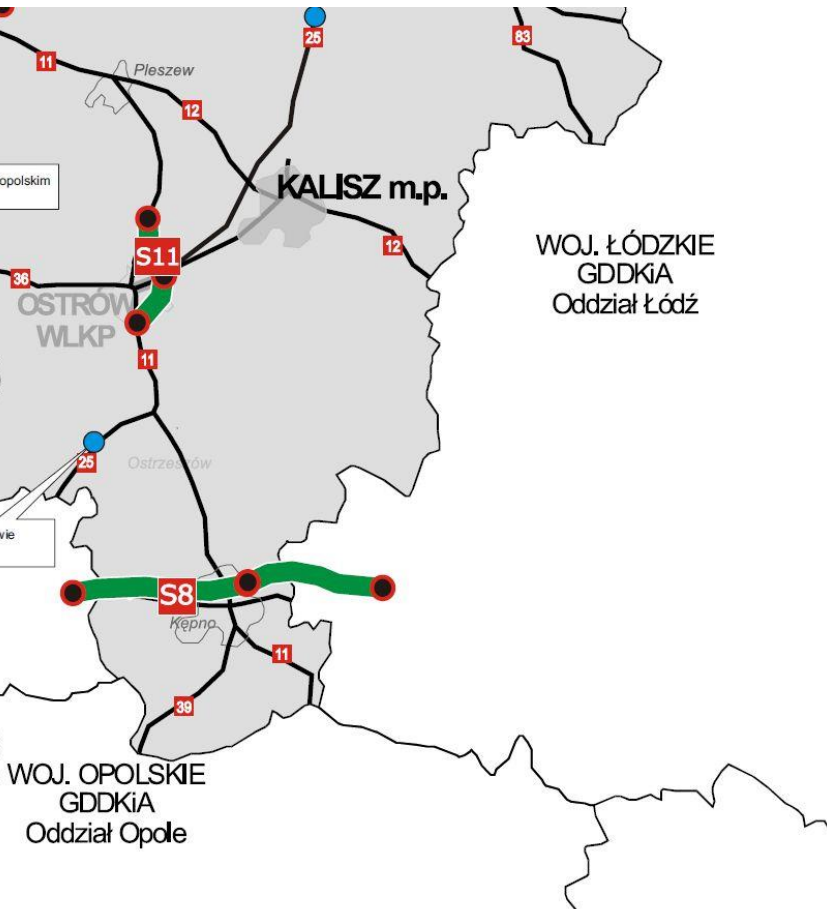 25
83
11
Pleszew
12
opolskim
KALISZ m.p.
12
WOJ. ŁÓDZKIE
GDDKiA
Oddział Łódź
S11
36
OSTRÓW
WLKP
11
25
Ostrzeszów
S8
Kępno
11
39
WOJ. OPOLSKIE
GDDKiA
Oddział Opole